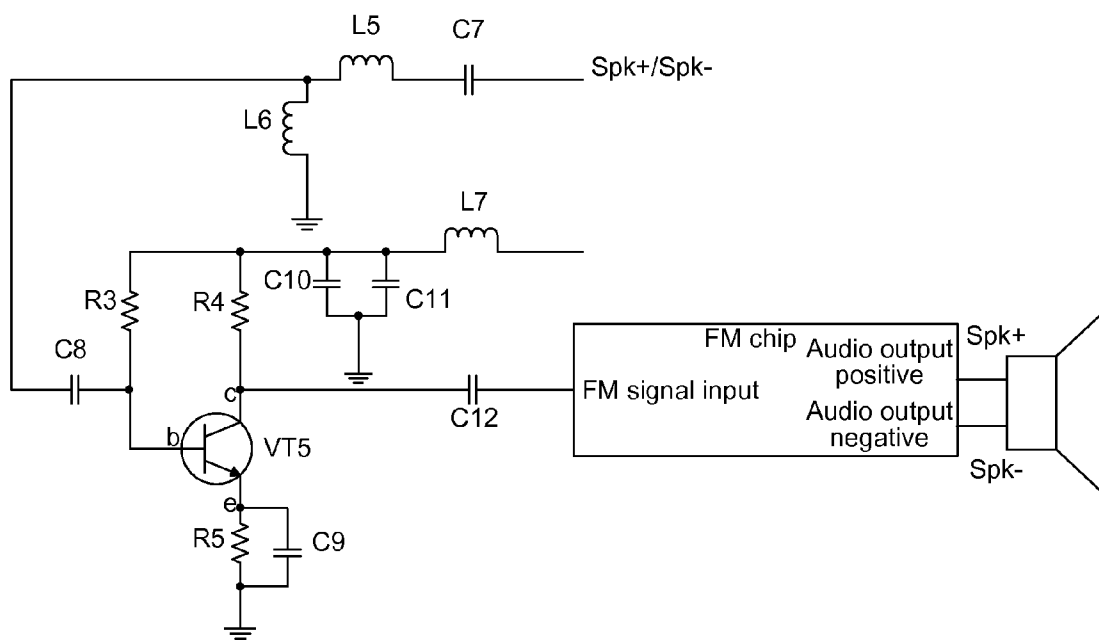 L5
C7
Spk+/Spk-
L6
L7
C10
C11
R3
R4
C8
c
C12
FM chip
FM signal input
Audio output
positive
Audio output
negative
Spk+
Spk-
b
VT5
e
R5
C9